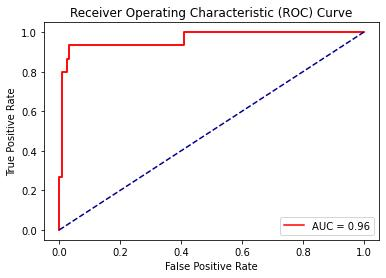 Receiver Operating Characteristic (ROC) Curve
True Positive Rate
1.0
0.8
0.6
0.4
0.2
0.0
AUC = 0.96
0.0 0.2 0.4 0.6 0.8 1.0
False Positive Rate